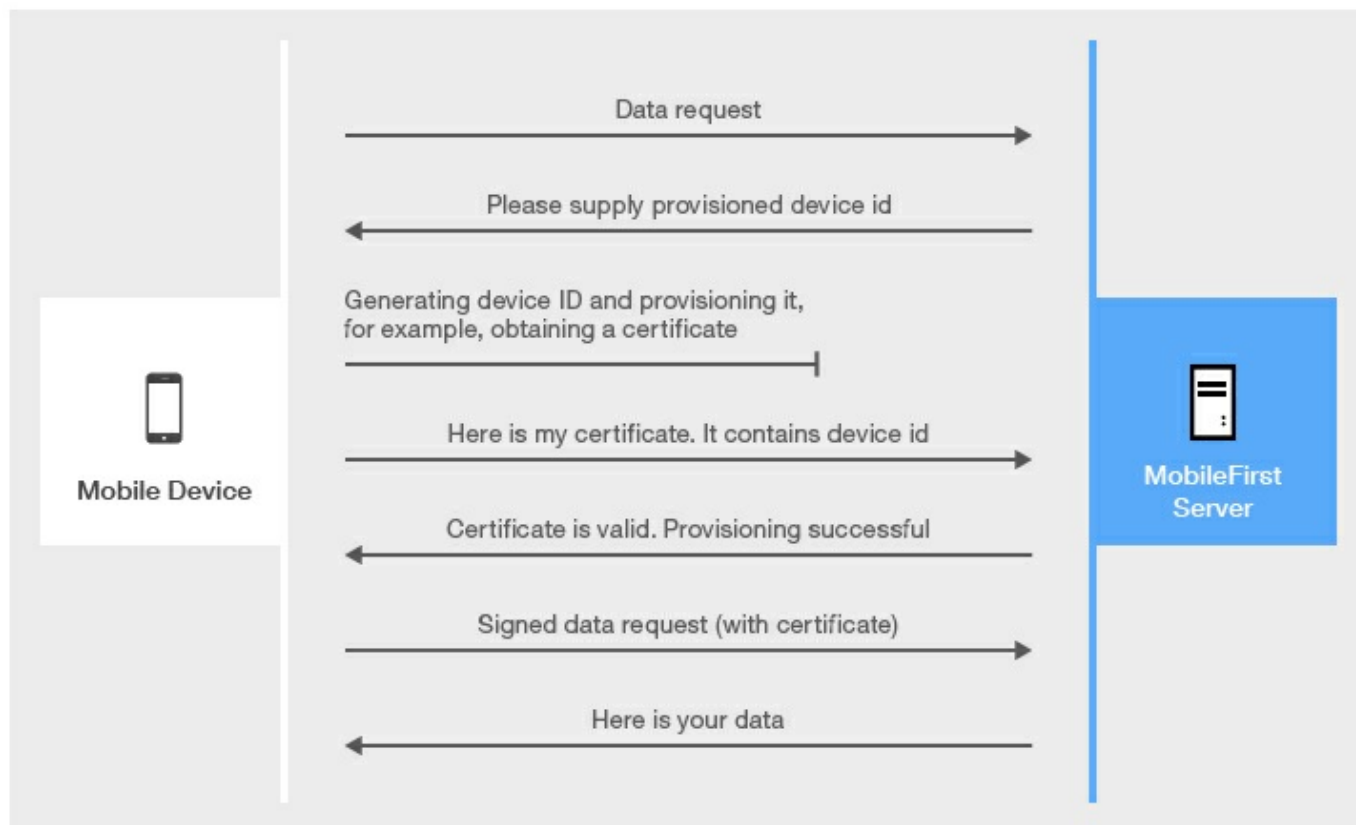 Data request
Please supply provisioned device id
Generating device ID and provisioning it,
for example, obtaining a certificate
Here is my certificate. It contains device id
Mobile Device
MobileFirst
Server
Certificate is valid. Provisioning successful
Signed data request (with certificate)
Here is your data